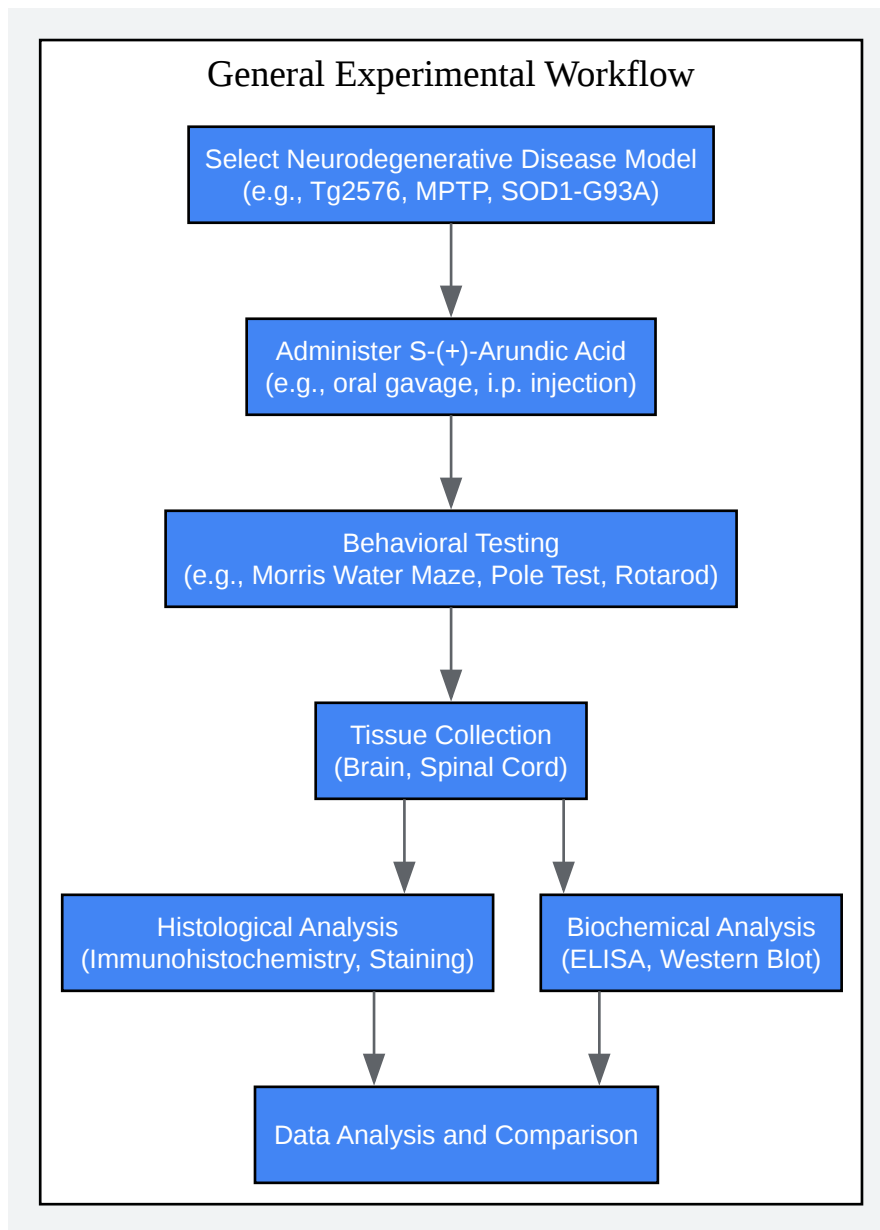 General Experimental Workflow
Select Neurodegenerative Disease Model
(e.g., Tg2576, MPTP, SOD1-G93A)
Administer S-(+)-Arundic Acid
(e.g., oral gavage, i.p. injection)
Behavioral Testing
(e.g., Morris Water Maze, Pole Test, Rotarod)
Tissue Collection
(Brain, Spinal Cord)
Histological Analysis
(Immunohistochemistry, Staining)
Biochemical Analysis
(ELISA, Western Blot)
Data Analysis and Comparison